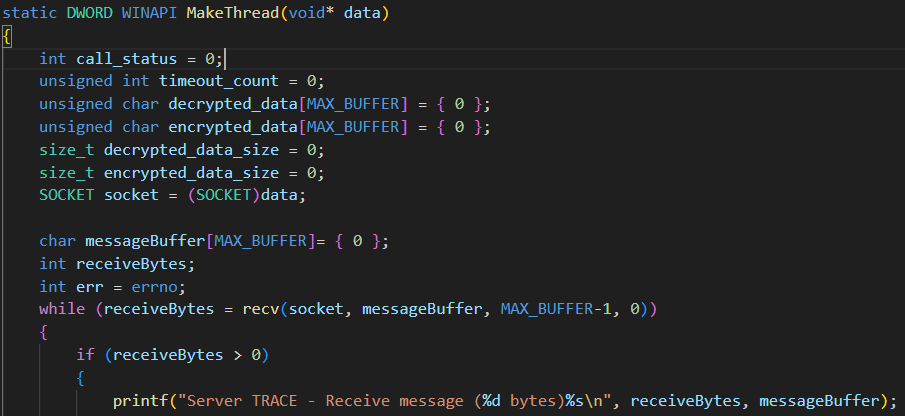 static DWORD WINAPI MakeThread(void* data)
{
int call_status = 0;
unsigned int timeout_count = 0;
unsigned char decrypted_data[MAX_BUFFER] = { 0 };
unsigned char encrypted_data[MAX_BUFFER] = { 0 };
size_t decrypted_data_size = 0;
size_t encrypted_data_size = 0;
SOCKET socket = (SOCKET)data;
char messageBuffer[MAX_BUFFER]= { 0 };
int receiveBytes;
int err = errno;
while (receiveBytes = recv(socket, messageBuffer, MAX_BUFFER-1, 0))
{
if (receiveBytes > 0)
{
printf("Server TRACE - Receive message (%d bytes)%s\n", receiveBytes, messageBuffer);